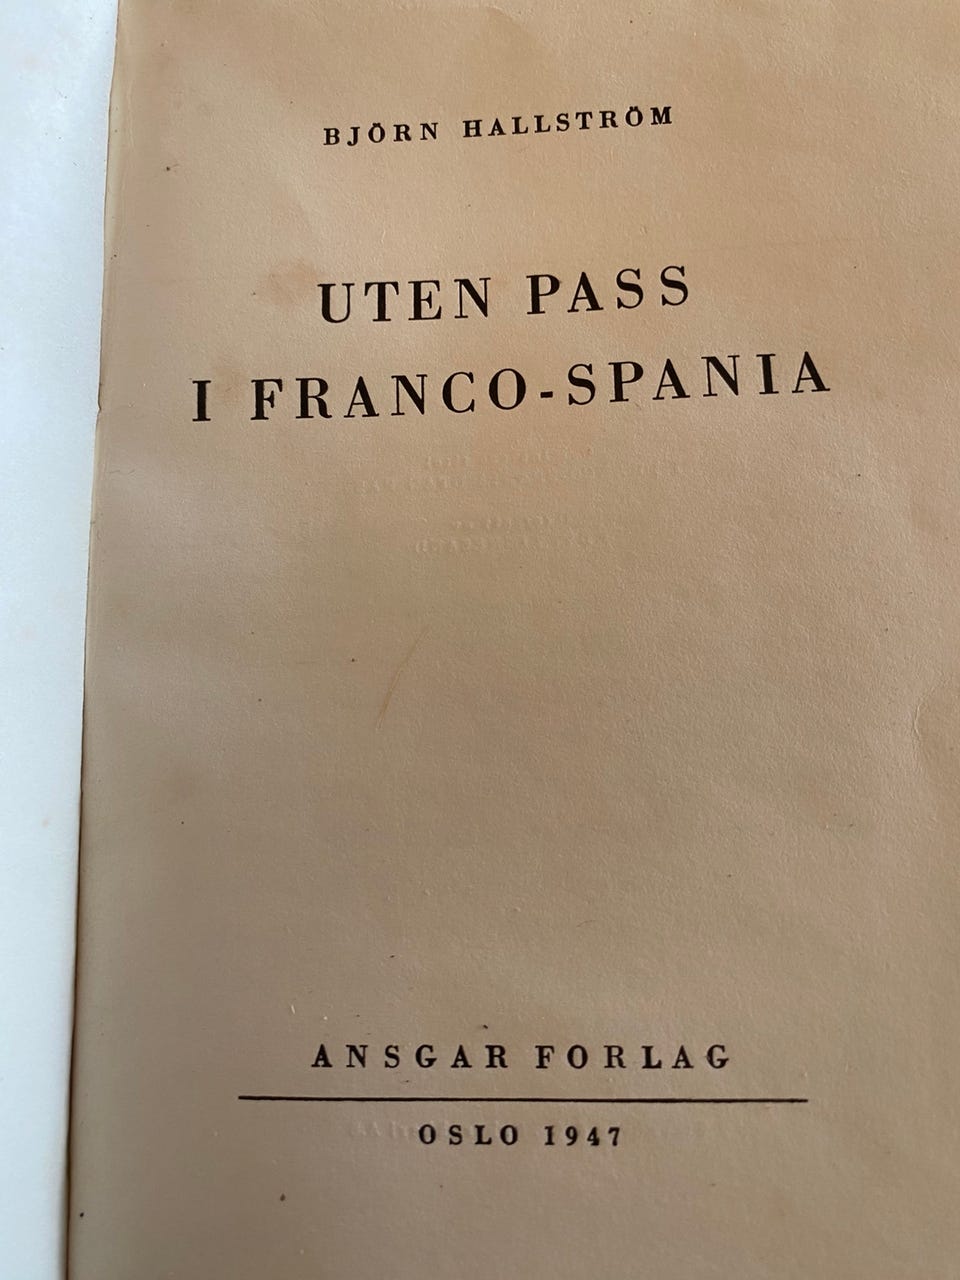 BJÖRN HALLSTRÖM
UTEN PASS
I FRANCO-SPANIA
ANSGAR FORLAG
OSLO 1947